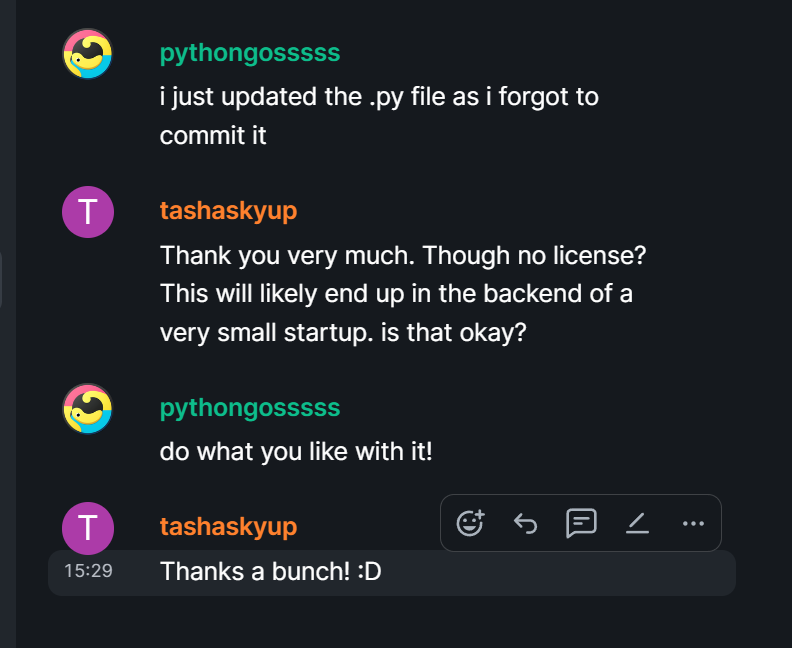 pythongosssss
i just updated the .py file as i forgot to
commit it
T
tashaskyup
Thank you very much. Though no license?
This will likely end up in the backend of a
very small startup. is that okay?
pythongosssss
do what you like with it!
T
tashaskyup
15:29 Thanks a bunch! :D